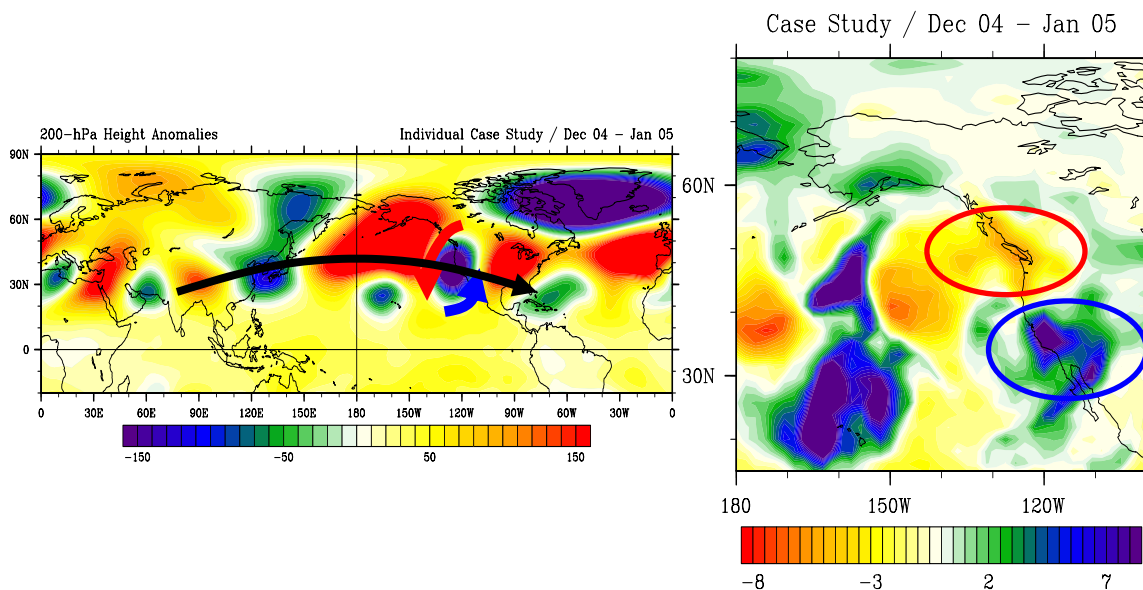 Case Study / Dec 04 - Jan 05
200-hPa Height Anomalies
Individual Case Study / Dec 04 - Jan 05
90N
60N
30N
0
0
30E
60E
90E
120E
150E
180
150W
120W
90W
60W
30W
0
-150
-50
50
150
60N
30N
180
150W
120W
-8
-3
2
7